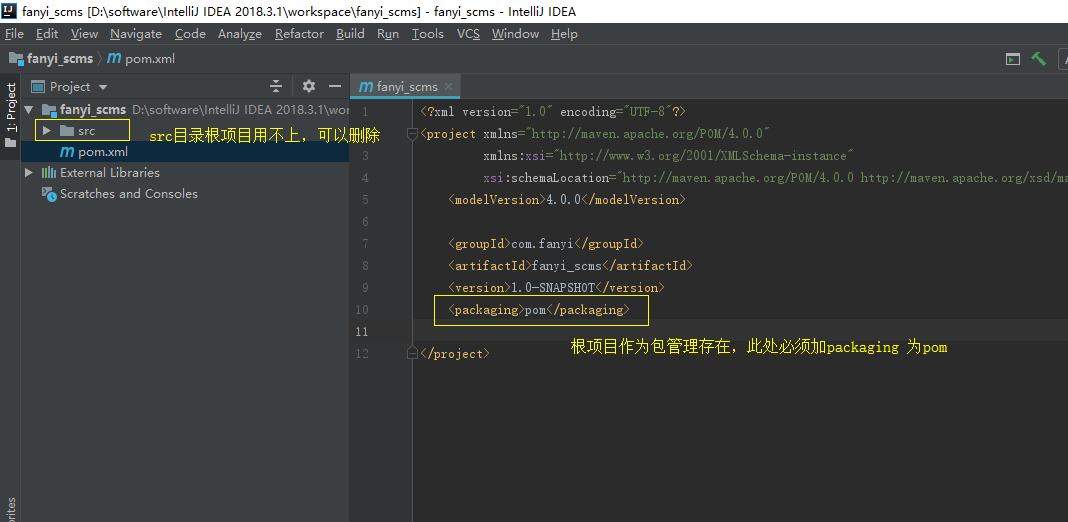 fanyi_scms [D:\software\IntelliJ IDEA 2018.3.1\workspace\fanyi_scms] - fanyi_scms - IntelliJ IDEA
File Edit View Navigate Code Analyze Refactor Build Run Tools VCS Window Help
fanyi_scms pom.xml
1: Project
Project
fanyi_scms D:\software\IntelliJ IDEA 2018.3.1\wor
src
src目录根项目用不上，可以删除
pom.xml
External Libraries
Scratches and Consoles
fanyi_scms
1 <?xml version="1.0" encoding="UTF-8"?>
<project xmlns="http://maven.apache.org/POM/4.0.0"
3 xmlns:xsi="http://www.w3.org/2001/XMLSchema-instance"
4 xsi:schemaLocation="http://maven.apache.org/POM/4.0.0 http://maven.apache.org/xsd/ma
5 <modelVersion>4.0.0</modelVersion>
6
7 <groupId>com.fanyi</groupId>
8 <artifactId>fanyi_scms</artifactId>
9 <version>1.0-SNAPSHOT</version>
10 <packaging>pom</packaging>
11
12 </project>
根项目作为包管理存在，此处必须加packaging 为pom